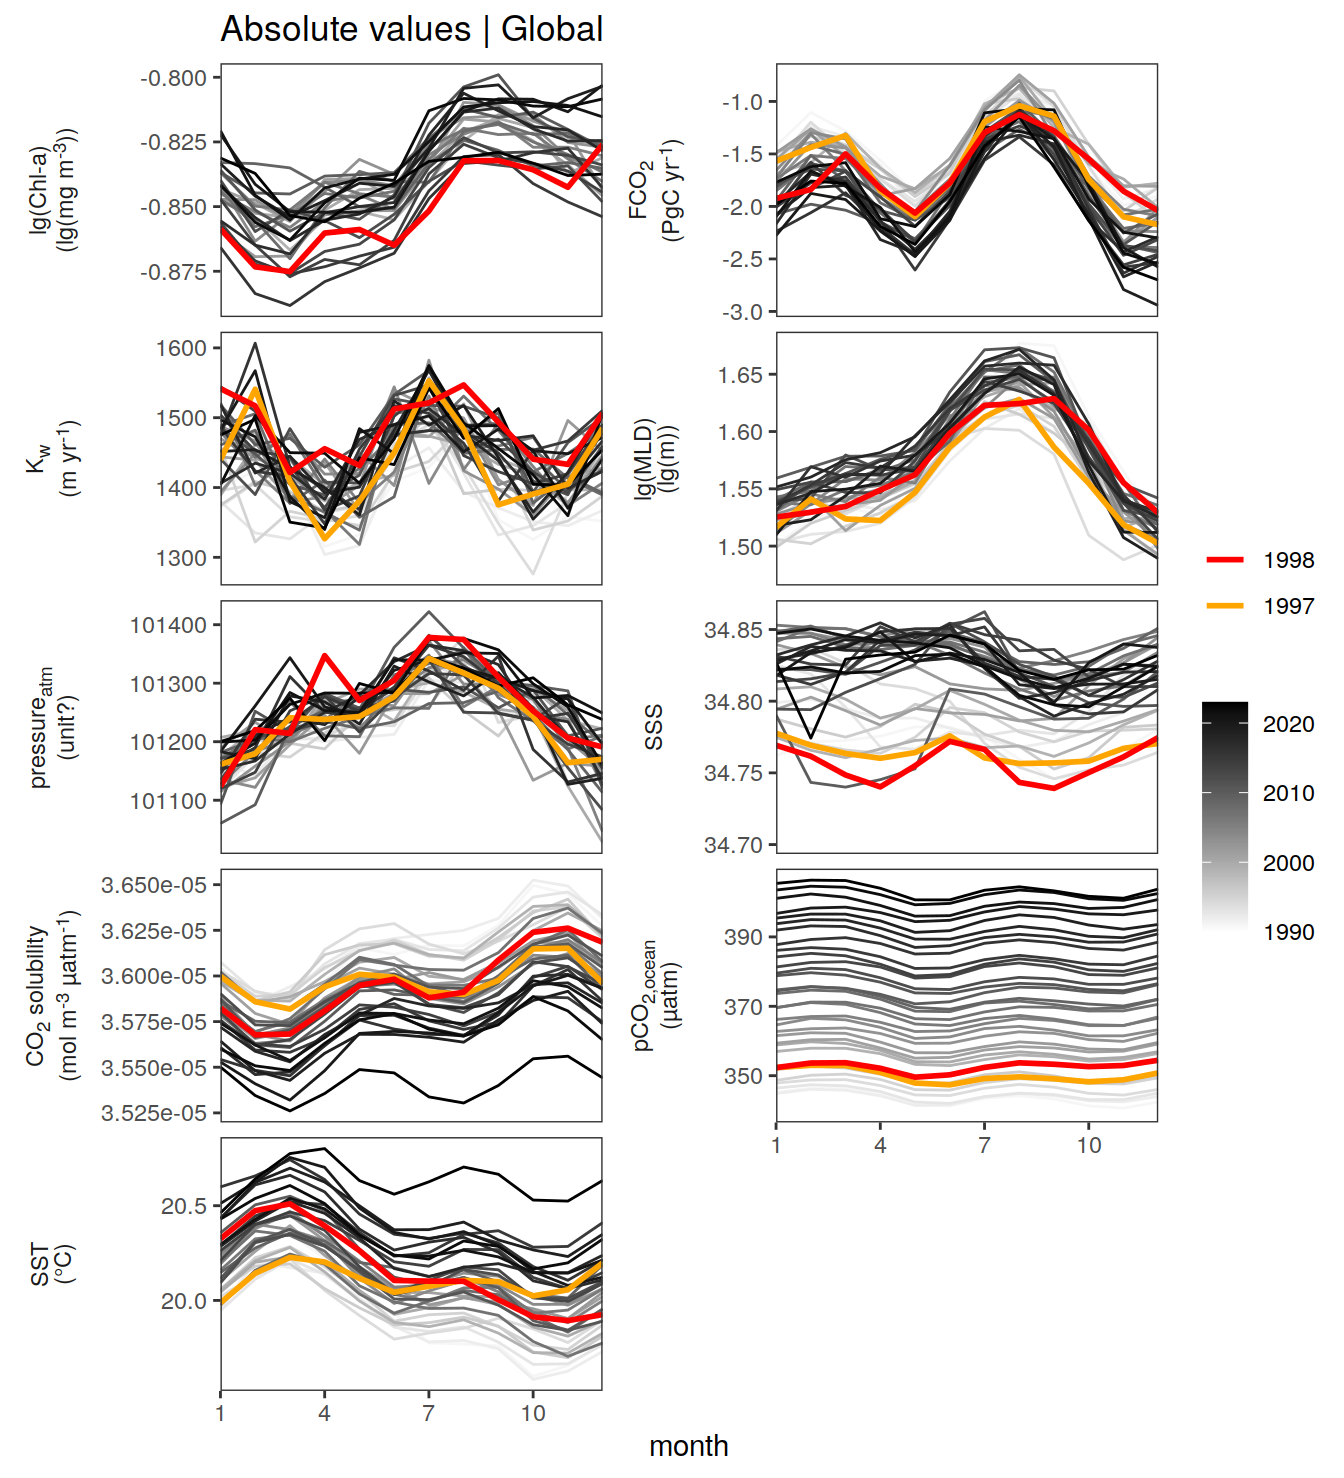 Absolute values | Global
lg(Chl-a)
(lg(mg m⁻³))
-0.800
-0.825
-0.850
-0.875
FCO₂
(PgC yr⁻¹)
-1.0
-1.5
-2.0
-2.5
-3.0
K_w
(m yr⁻¹)
1600
1500
1400
1300
lg(MLD)
(lg(m))
1.65
1.60
1.55
1.50
pressure_atm
(unit?)
101400
101300
101200
101100
SSS
34.85
34.80
34.75
34.70
CO₂ solubility
(mol m⁻³ µatm⁻¹)
3.650e-05
3.625e-05
3.600e-05
3.575e-05
3.550e-05
3.525e-05
pCO₂,ocean
(µatm)
390
370
350
1 4 7 10
SST
(°C)
20.5
20.0
1 4 7 10
month
1998
1997
2020
2010
2000
1990